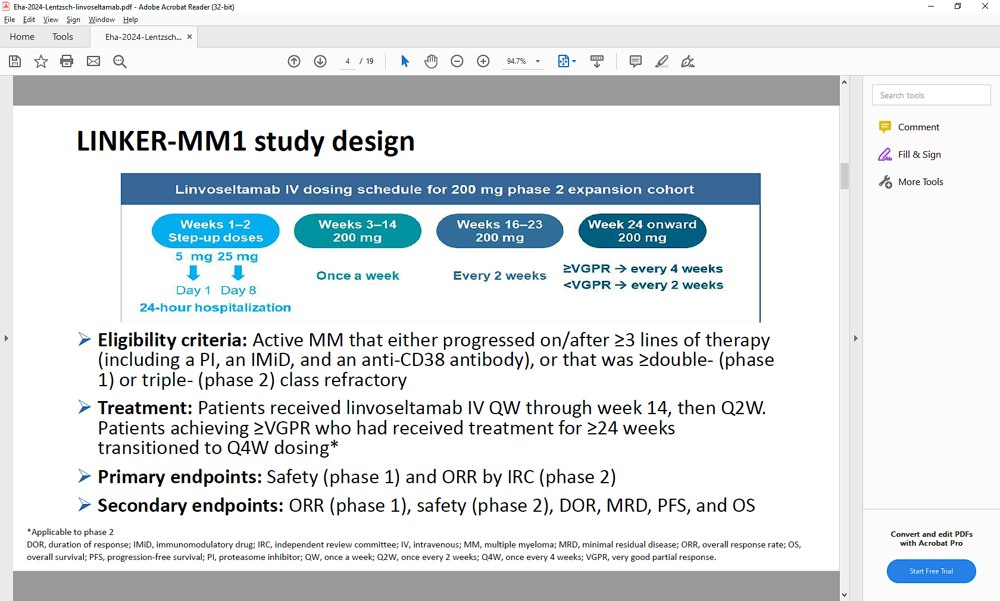 Eha-2024-Lentzsch-linvoseltamab.pdf - Adobe Acrobat Reader (32-bit)
File Edit View Sign Window Help
Home Tools Eha-2024-Lentzsch... ×
4 / 19 94.7%
Search tools
Comment
Fill & Sign
More Tools
LINKER-MM1 study design
Linvoseltamab IV dosing schedule for 200 mg phase 2 expansion cohort
Weeks 1–2
Step-up doses
5 mg 25 mg
Day 1 Day 8
24-hour hospitalization
Weeks 3–14
200 mg
Once a week
Weeks 16–23
200 mg
Every 2 weeks
Week 24 onward
200 mg
≥VGPR → every 4 weeks
<VGPR → every 2 weeks
➢ Eligibility criteria: Active MM that either progressed on/after ≥3 lines of therapy
(including a PI, an IMiD, and an anti-CD38 antibody), or that was ≥double- (phase
1) or triple- (phase 2) class refractory
➢ Treatment: Patients received linvoseltamab IV QW through week 14, then Q2W.
Patients achieving ≥VGPR who had received treatment for ≥24 weeks
transitioned to Q4W dosing*
➢ Primary endpoints: Safety (phase 1) and ORR by IRC (phase 2)
➢ Secondary endpoints: ORR (phase 1), safety (phase 2), DOR, MRD, PFS, and OS
*Applicable to phase 2
DOR, duration of response; IMiD, immunomodulatory drug; IRC, independent review committee; IV, intravenous; MM, multiple myeloma; MRD, minimal residual disease; ORR, overall response rate; OS,
overall survival; PFS, progression-free survival; PI, proteasome inhibitor; QW, once a week; Q2W, once every 2 weeks; Q4W, once every 4 weeks; VGPR, very good partial response.
Convert and edit PDFs
with Acrobat Pro
Start Free Trial